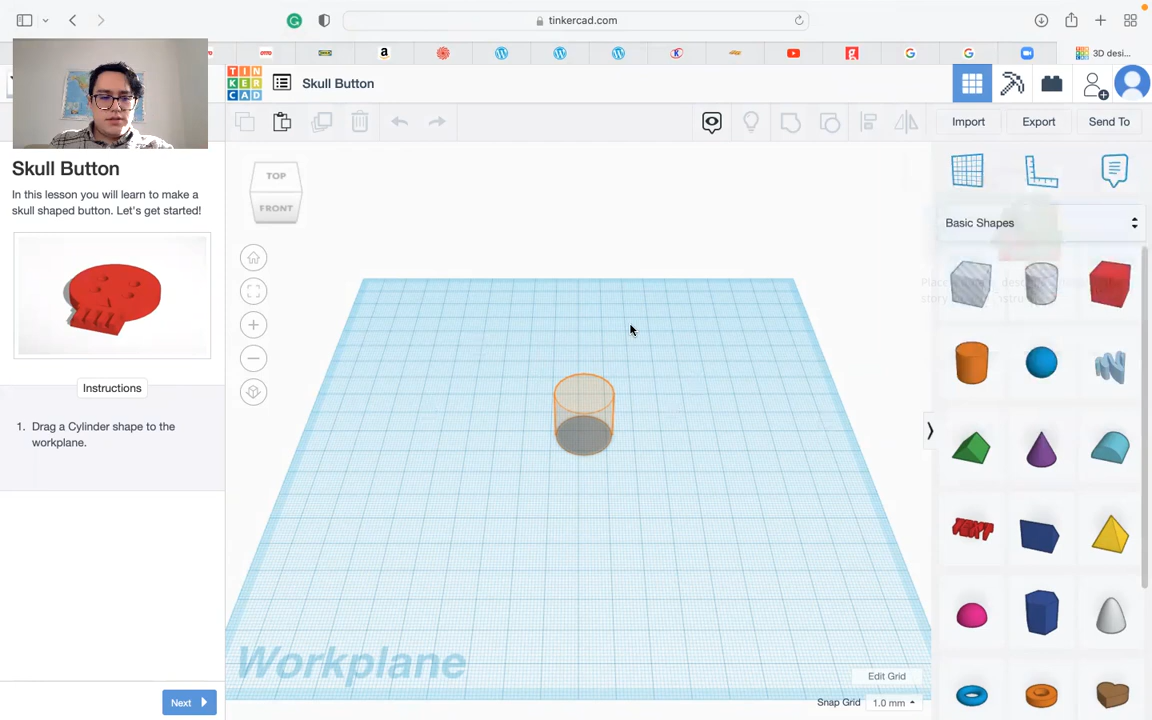 tinkercad.com
a
K
g
G
G
3D desi...
TIN
KER
CAD
Skull Button
Import
Export
Send To
Skull Button
In this lesson you will learn to make a
skull shaped button. Let's get started!
Instructions
1. Drag a Cylinder shape to the
workplane.
Next
TOP
FRONT
Workplane
Edit Grid
Snap Grid
1.0 mm
Basic Shapes
TEXT